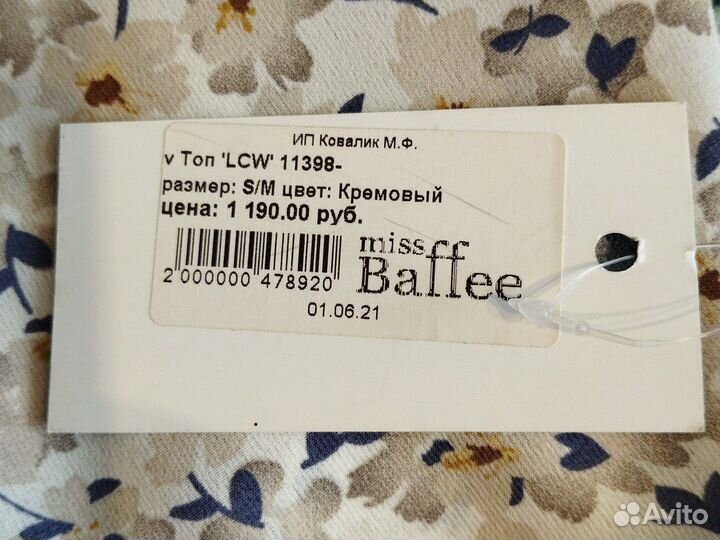 ИП Ковалик М.Ф.
v Топ 'LCW' 11398-
размер: S/M цвет: Кремовый
цена: 1 190.00 руб.
miss
Baffee
2 000000 478920
01.06.21
Avito